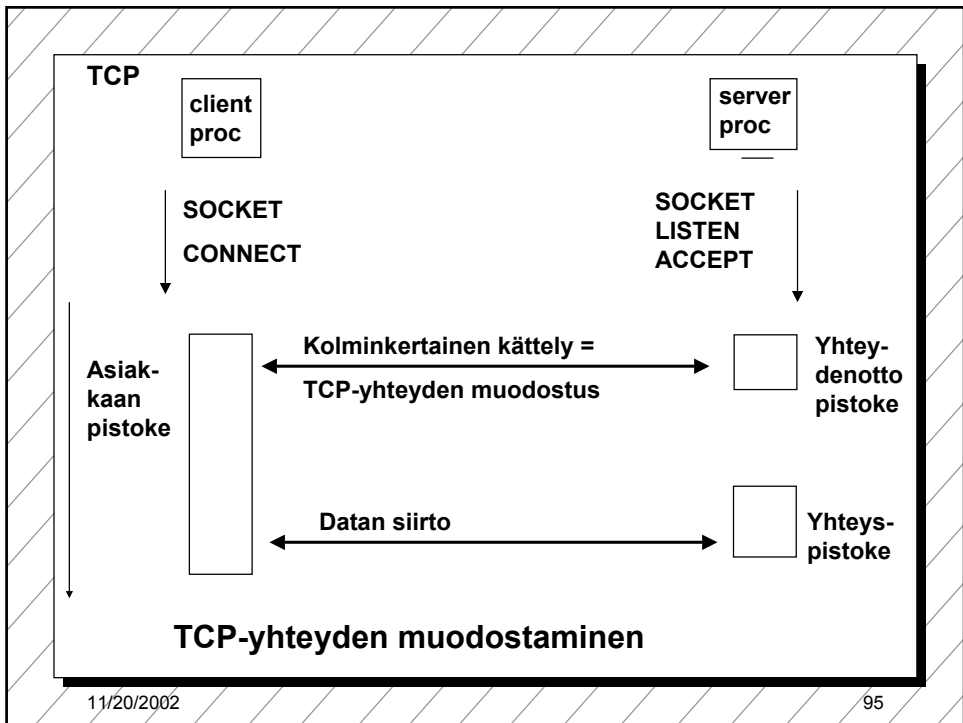 TCP
client
proc
server
proc
SOCKET
CONNECT
SOCKET
LISTEN
ACCEPT
Asiak-
kaan
pistoke
Kolminkertainen kättely =
TCP-yhteyden muodostus
Yhtey-
denotto
pistoke
Datan siirto
Yhteys-
pistoke
TCP-yhteyden muodostaminen
11/20/2002
95